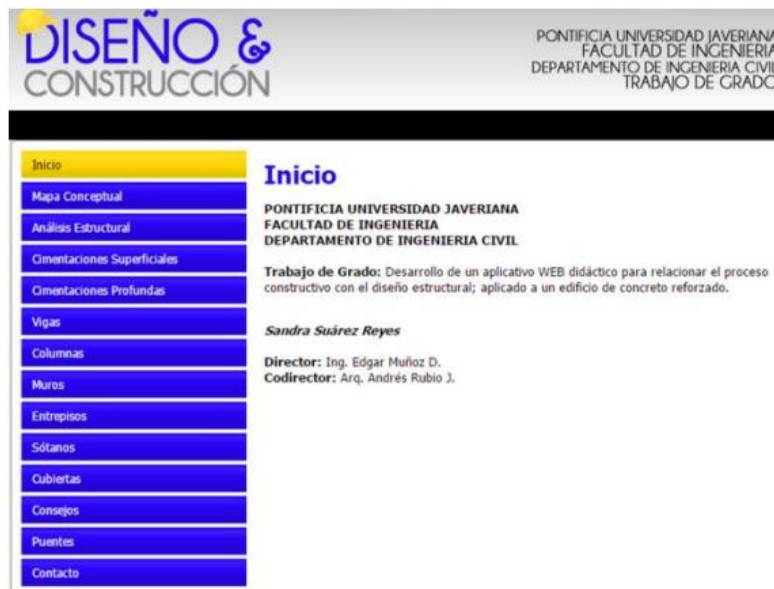 DISEÑO &
CONSTRUCCIÓN
PONTIFICIA UNIVERSIDAD JAVERIANA
FACULTAD DE INGENIERIA
DEPARTAMENTO DE INGENIERIA CIVIL
TRABAJO DE GRADO
Inicio
Mapa Conceptual
Análisis Estructural
Cimentaciones Superficiales
Cimentaciones Profundas
Vigas
Columnas
Muros
Entrepisos
Sótanos
Cubiertas
Consejos
Puentes
Contacto
Inicio
PONTIFICIA UNIVERSIDAD JAVERIANA
FACULTAD DE INGENIERIA
DEPARTAMENTO DE INGENIERIA CIVIL
Trabajo de Grado: Desarrollo de un aplicativo WEB didáctico para relacionar el proceso
constructivo con el diseño estructural; aplicado a un edificio de concreto reforzado.
Sandra Suárez Reyes
Director: Ing. Edgar Muñoz D.
Codirector: Arq. Andrés Rubio J.